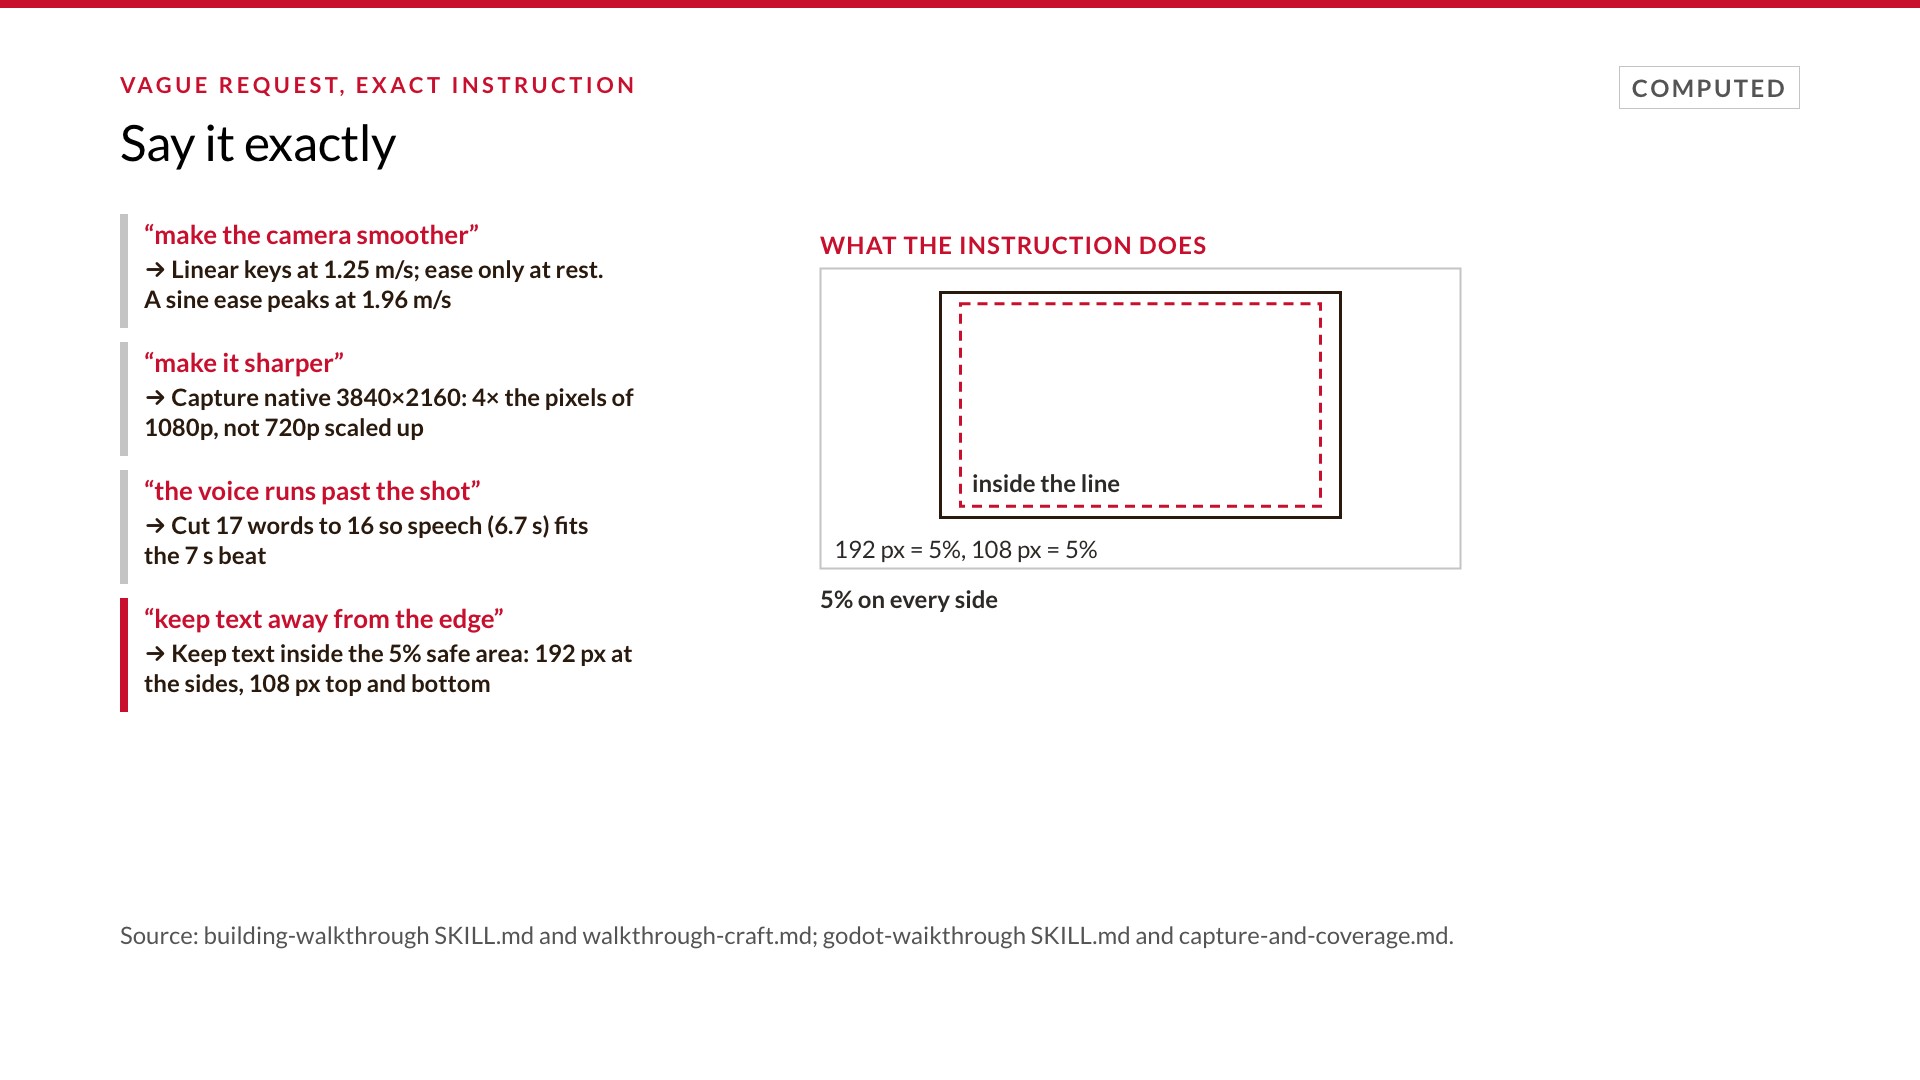 VAGUE REQUEST, EXACT INSTRUCTION
COMPUTED
Say it exactly
“make the camera smoother”
→ Linear keys at 1.25 m/s; ease only at rest.
A sine ease peaks at 1.96 m/s
“make it sharper”
→ Capture native 3840×2160: 4× the pixels of
1080p, not 720p scaled up
“the voice runs past the shot”
→ Cut 17 words to 16 so speech (6.7 s) fits
the 7 s beat
“keep text away from the edge”
→ Keep text inside the 5% safe area: 192 px at
the sides, 108 px top and bottom
WHAT THE INSTRUCTION DOES
inside the line
192 px = 5%, 108 px = 5%
5% on every side
Source: building-walkthrough SKILL.md and walkthrough-craft.md; godot-waikthrough SKILL.md and capture-and-coverage.md.